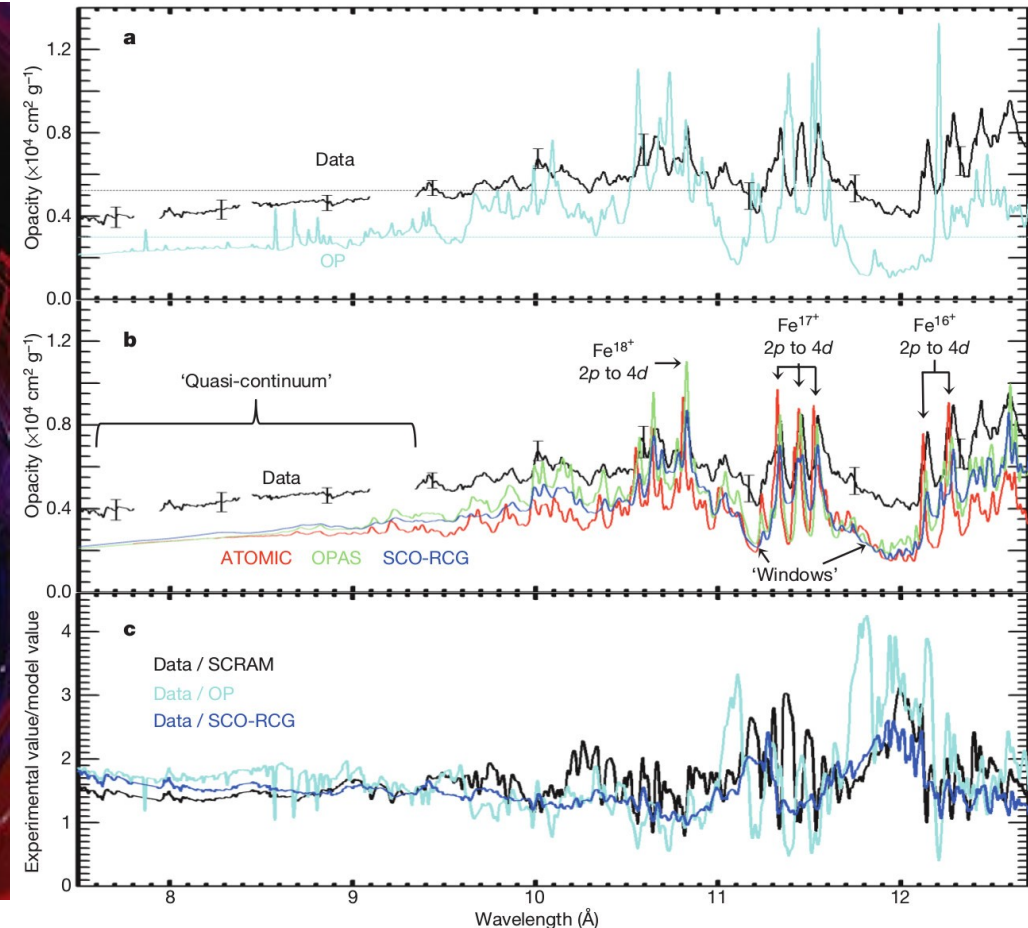 a
Opacity (×10⁴ cm² g⁻¹)
1.2
0.8
0.4
0.0
Data
OP
b
Opacity (×10⁴ cm² g⁻¹)
1.2
0.8
0.4
0.0
'Quasi-continuum'
Data
Fe¹⁸⁺
2p to 4d
Fe¹⁷⁺
2p to 4d
Fe¹⁶⁺
2p to 4d
ATOMIC OPAS SCO-RCG
'Windows'
c
Experimental value/model value
4
3
2
1
0
Data / SCRAM
Data / OP
Data / SCO-RCG
8 9 10 11 12
Wavelength (Å)